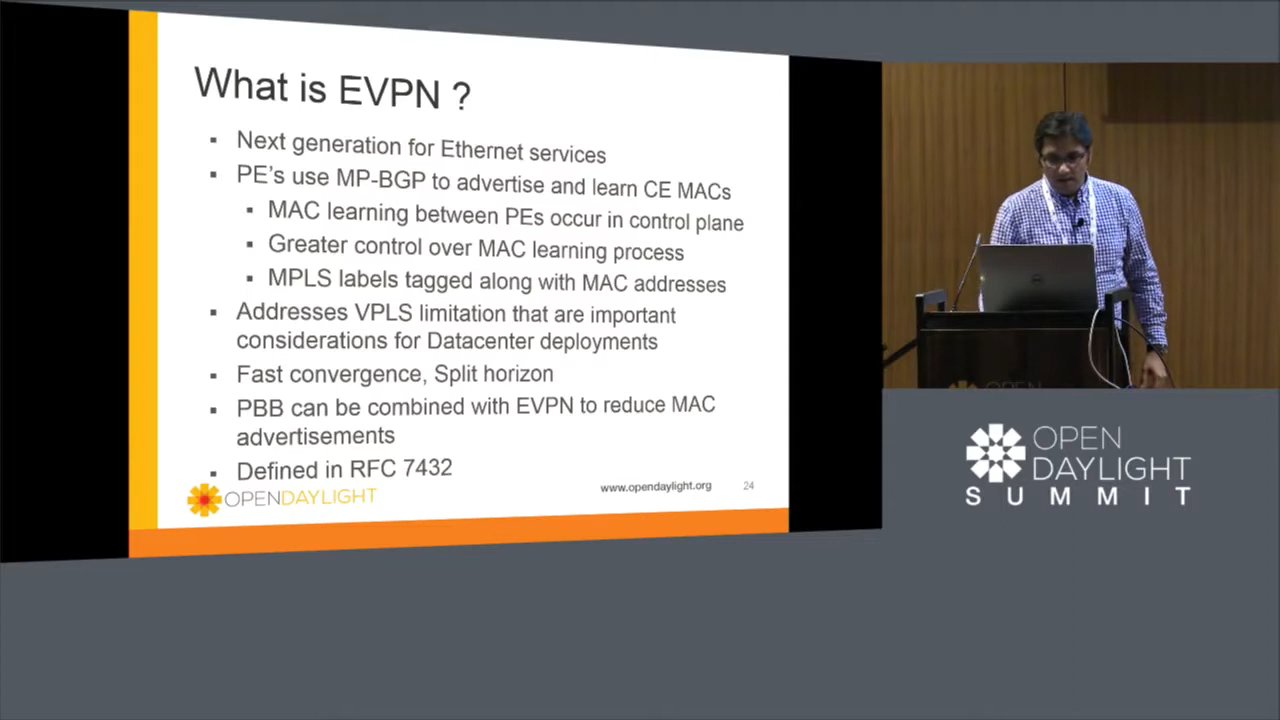 What is EVPN ?
▪ Next generation for Ethernet services
▪ PE's use MP-BGP to advertise and learn CE MACs
▪ MAC learning between PEs occur in control plane
▪ Greater control over MAC learning process
▪ MPLS labels tagged along with MAC addresses
▪ Addresses VPLS limitation that are important
considerations for Datacenter deployments
▪ Fast convergence, Split horizon
▪ PBB can be combined with EVPN to reduce MAC
advertisements
▪ Defined in RFC 7432
OPENDAYLIGHT
www.opendaylight.org
24
OPEN
DAYLIGHT
SUMMIT